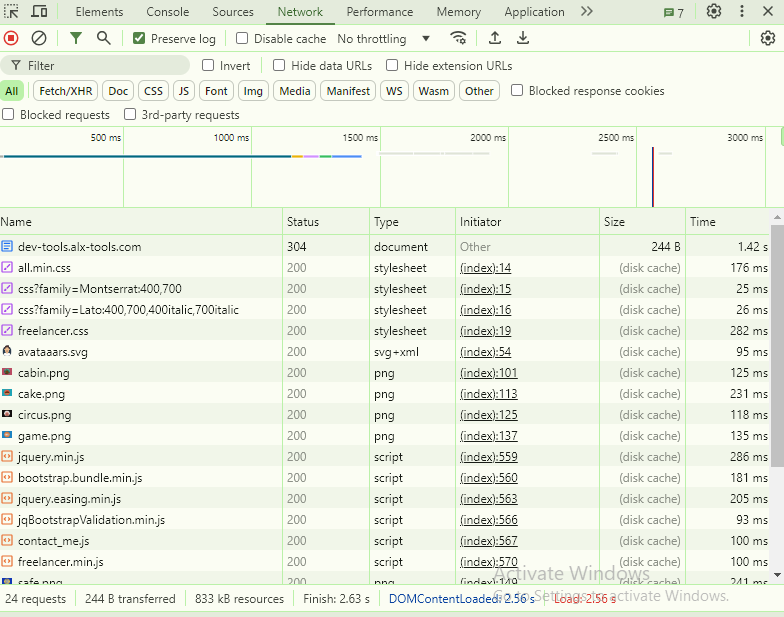 Elements Console Sources Network Performance Memory Application 7
Preserve log Disable cache No throttling
Filter Invert Hide data URLs Hide extension URLs
All Fetch/XHR Doc CSS JS Font Img Media Manifest WS Wasm Other Blocked response cookies
Blocked requests 3rd-party requests
500 ms 1000 ms 1500 ms 2000 ms 2500 ms 3000 ms
Name Status Type Initiator Size Time
dev-tools.alx-tools.com 304 document Other 244 B 1.42 s
all.min.css 200 stylesheet (index):14 (disk cache) 176 ms
css?family=Montserrat:400,700 200 stylesheet (index):15 (disk cache) 25 ms
css?family=Lato:400,700,400italic,700italic 200 stylesheet (index):16 (disk cache) 26 ms
freelancer.css 200 stylesheet (index):19 (disk cache) 282 ms
avataaars.svg 200 svg+xml (index):54 (disk cache) 95 ms
cabin.png 200 png (index):101 (disk cache) 125 ms
cake.png 200 png (index):113 (disk cache) 231 ms
circus.png 200 png (index):125 (disk cache) 118 ms
game.png 200 png (index):137 (disk cache) 135 ms
jquery.min.js 200 script (index):559 (disk cache) 286 ms
bootstrap.bundle.min.js 200 script (index):560 (disk cache) 181 ms
jquery.easing.min.js 200 script (index):563 (disk cache) 205 ms
jqBootstrapValidation.min.js 200 script (index):566 (disk cache) 93 ms
contact_me.js 200 script (index):567 (disk cache) 100 ms
freelancer.min.js 200 script (index):570 (disk cache) 100 ms
safe.png 200 png (index):149 (disk cache) 241 ms
Activate Windows
Go to Settings to activate Windows.
24 requests 244 B transferred 833 kB resources Finish: 2.63 s DOMContentLoaded: 2.56 s Load: 2.56 s